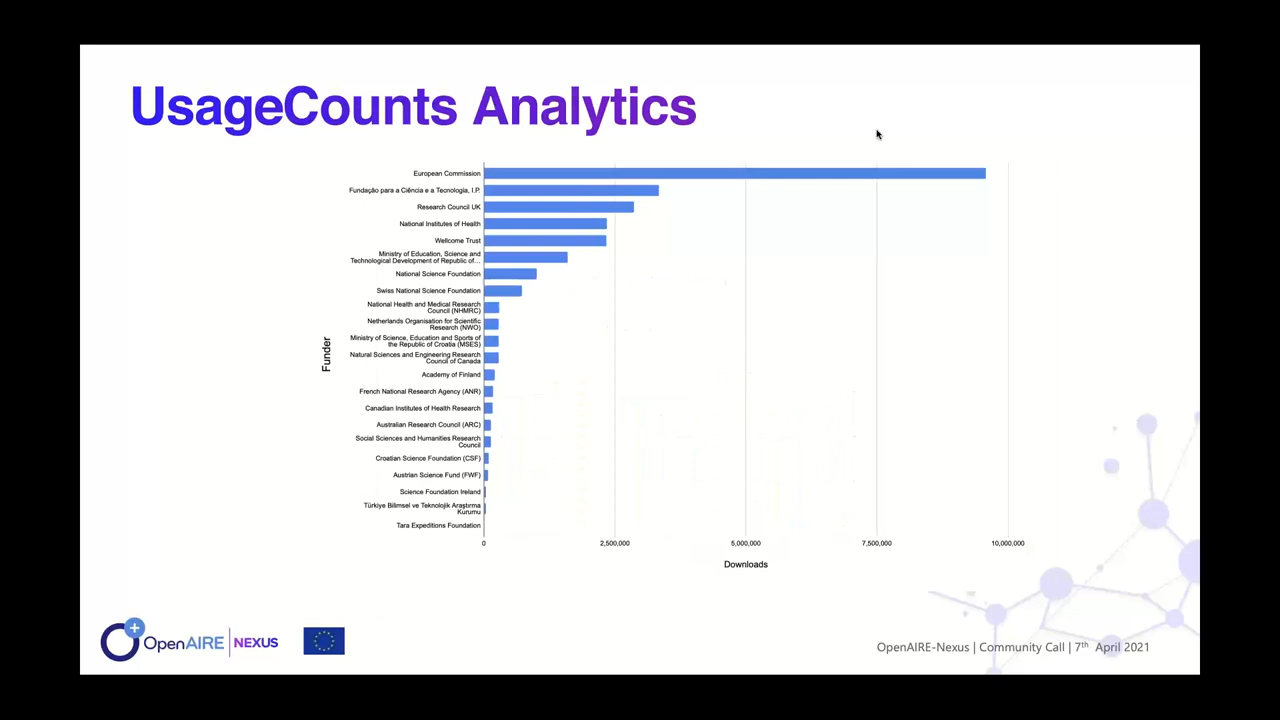 UsageCounts Analytics
European Commission
Fundação para a Ciência e a Tecnologia, I.P.
Research Council UK
National Institutes of Health
Wellcome Trust
Ministry of Education, Science and
Technological Development of Republic of...
National Science Foundation
Swiss National Science Foundation
National Health and Medical Research
Council (NHMRC)
Netherlands Organisation for Scientific
Research (NWO)
Ministry of Science, Education and Sports of
the Republic of Croatia (MSES)
Natural Sciences and Engineering Research
Council of Canada
Academy of Finland
French National Research Agency (ANR)
Canadian Institutes of Health Research
Australian Research Council (ARC)
Social Sciences and Humanities Research
Council
Croatian Science Foundation (CSF)
Austrian Science Fund (FWF)
Science Foundation Ireland
Türkiye Bilimsel ve Teknolojik Araştırma
Kurumu
Tara Expeditions Foundation
Funder
0 2,500,000 5,000,000 7,500,000 10,000,000
Downloads
OpenAIRE | NEXUS
OpenAIRE-Nexus | Community Call | 7th April 2021